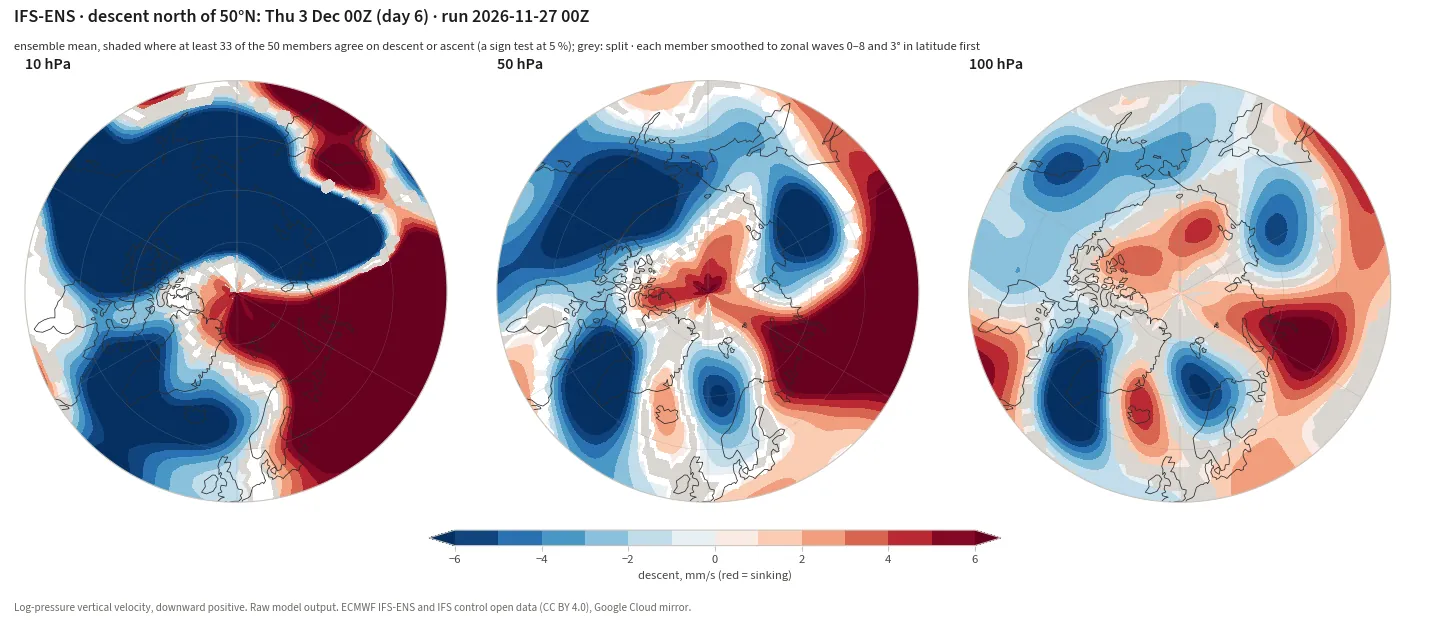 IFS-ENS · descent north of 50°N: Thu 3 Dec 00Z (day 6) · run 2026-11-27 00Z
ensemble mean, shaded where at least 33 of the 50 members agree on descent or ascent (a sign test at 5 %); grey: split · each member smoothed to zonal waves 0–8 and 3° in latitude first
10 hPa
50 hPa
100 hPa
−6 −4 −2 0 2 4 6
descent, mm/s (red = sinking)
Log-pressure vertical velocity, downward positive. Raw model output. ECMWF IFS-ENS and IFS control open data (CC BY 4.0), Google Cloud mirror.